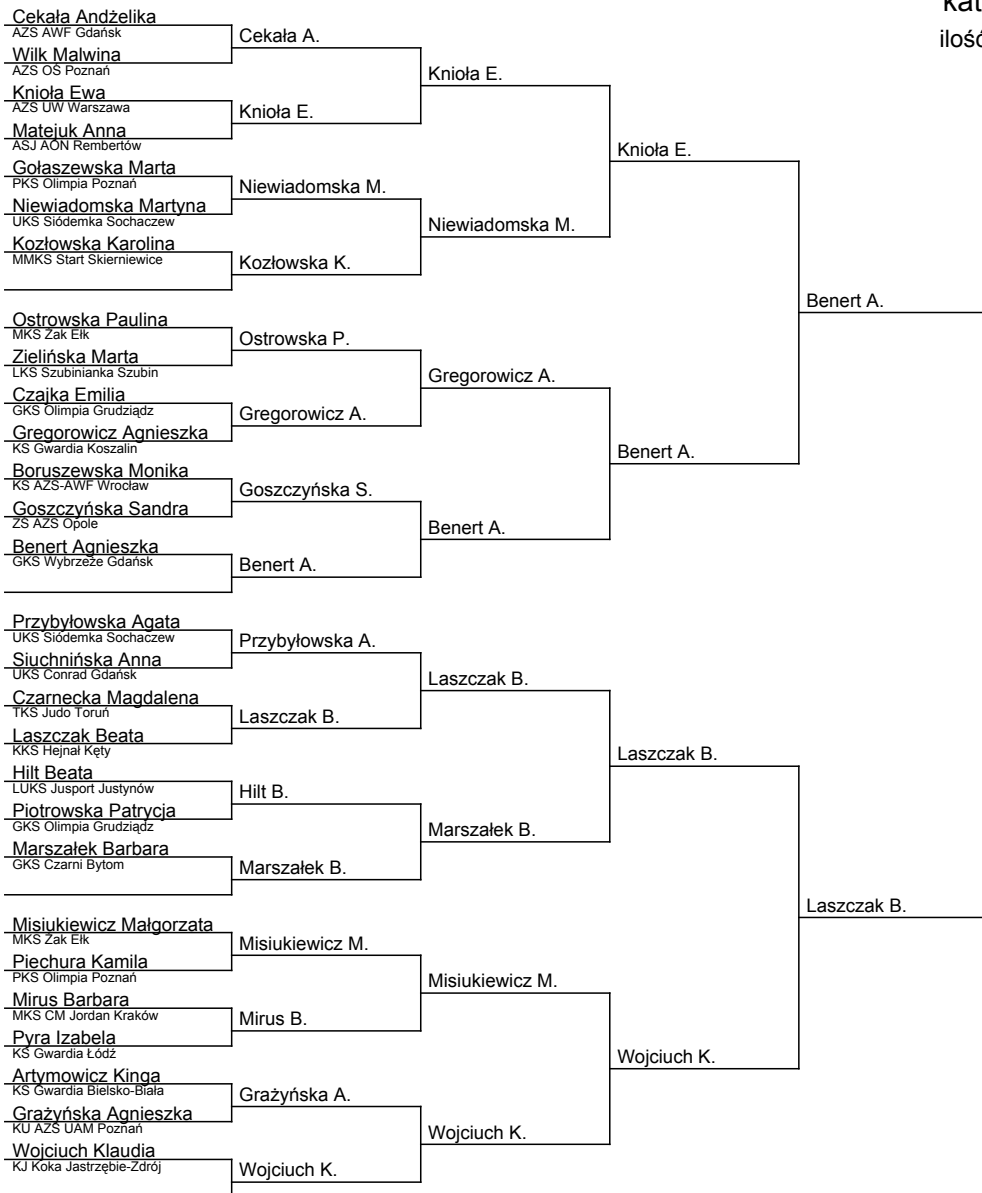 kat
ilość
Cekała Andżelika
AZS AWF Gdańsk
Wilk Malwina
AZS OŚ Poznań
Knioła Ewa
AZS UW Warszawa
Matejuk Anna
ASJ AON Rembertów
Gołaszewska Marta
PKS Olimpia Poznań
Niewiadomska Martyna
UKS Siódemka Sochaczew
Kozłowska Karolina
MMKS Start Skierniewice
Ostrowska Paulina
MKS Żak Ełk
Zielińska Marta
LKS Szubinianka Szubin
Czajka Emilia
GKS Olimpia Grudziądz
Gregorowicz Agnieszka
KS Gwardia Koszalin
Boruszewska Monika
KS AZS-AWF Wrocław
Goszczyńska Sandra
ZS AZS Opole
Benert Agnieszka
GKS Wybrzeże Gdańsk
Przybyłowska Agata
UKS Siódemka Sochaczew
Siuchnińska Anna
UKS Conrad Gdańsk
Czarnecka Magdalena
TKS Judo Toruń
Laszczak Beata
KKS Hejnał Kęty
Hilt Beata
LUKS Jusport Justynów
Piotrowska Patrycja
GKS Olimpia Grudziądz
Marszałek Barbara
GKS Czarni Bytom
Misiukiewicz Małgorzata
MKS Żak Ełk
Piechura Kamila
PKS Olimpia Poznań
Mirus Barbara
MKS CM Jordan Kraków
Pyra Izabela
KS Gwardia Łódź
Artymowicz Kinga
KS Gwardia Bielsko-Biała
Grażyńska Agnieszka
KU AZS UAM Poznań
Wojciuch Klaudia
KJ Koka Jastrzębie-Zdrój
Cekała A.
Knioła E.
Niewiadomska M.
Kozłowska K.
Ostrowska P.
Gregorowicz A.
Goszczyńska S.
Benert A.
Przybyłowska A.
Laszczak B.
Hilt B.
Marszałek B.
Misiukiewicz M.
Mirus B.
Grażyńska A.
Wojciuch K.
Knioła E.
Niewiadomska M.
Gregorowicz A.
Benert A.
Laszczak B.
Marszałek B.
Misiukiewicz M.
Wojciuch K.
Knioła E.
Benert A.
Laszczak B.
Wojciuch K.
Benert A.
Laszczak B.